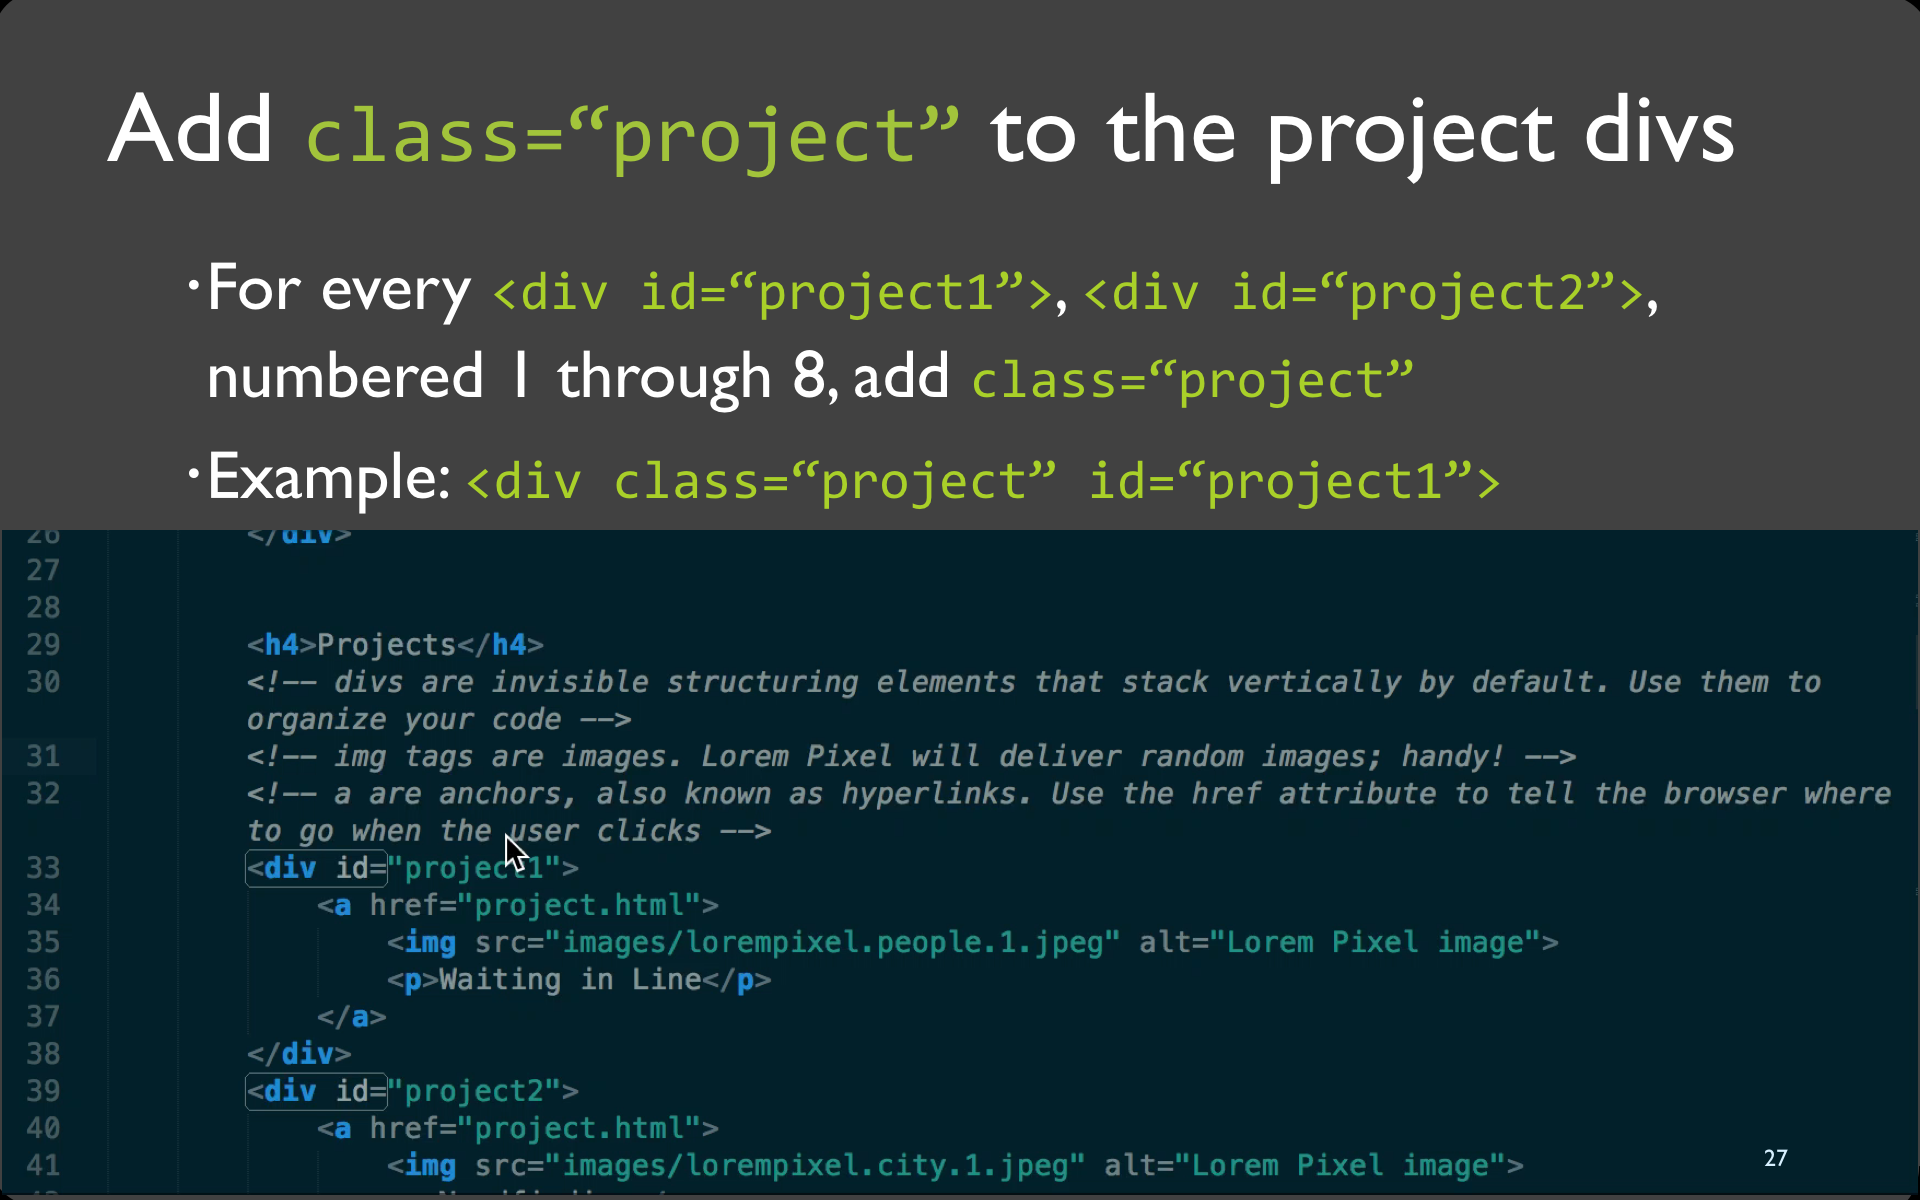 Add class=“project” to the project divs
·For every <div id=“project1”>, <div id=“project2”>,
numbered 1 through 8, add class=“project”
·Example: <div class=“project” id=“project1”>
26 </div>
27
28
29 <h4>Projects</h4>
30 <!-- divs are invisible structuring elements that stack vertically by default. Use them to
organize your code -->
31 <!-- img tags are images. Lorem Pixel will deliver random images; handy! -->
32 <!-- a are anchors, also known as hyperlinks. Use the href attribute to tell the browser where
to go when the user clicks -->
33 <div id="project1">
34 <a href="project.html">
35 <img src="images/lorempixel.people.1.jpeg" alt="Lorem Pixel image">
36 <p>Waiting in Line</p>
37 </a>
38 </div>
39 <div id="project2">
40 <a href="project.html">
41 <img src="images/lorempixel.city.1.jpeg" alt="Lorem Pixel image">
27